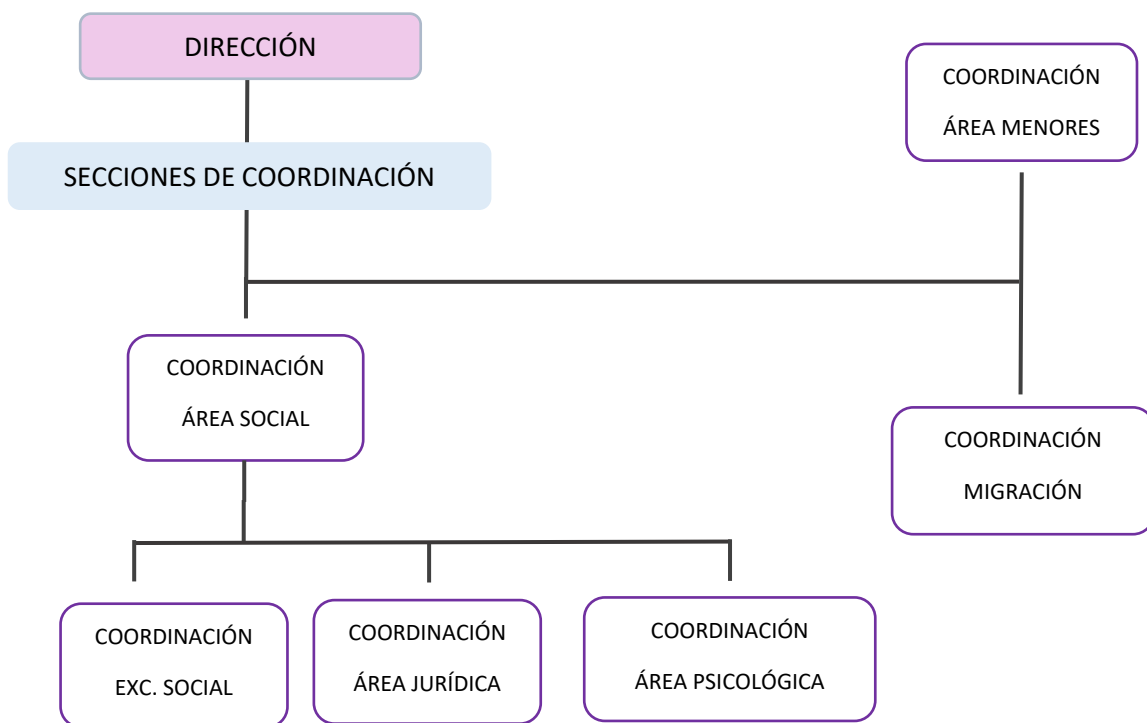 DIRECCIÓN
COORDINACIÓN
ÁREA MENORES
SECCIONES DE COORDINACIÓN
COORDINACIÓN
ÁREA SOCIAL
COORDINACIÓN
MIGRACIÓN
COORDINACIÓN
EXC. SOCIAL
COORDINACIÓN
ÁREA JURÍDICA
COORDINACIÓN
ÁREA PSICOLÓGICA